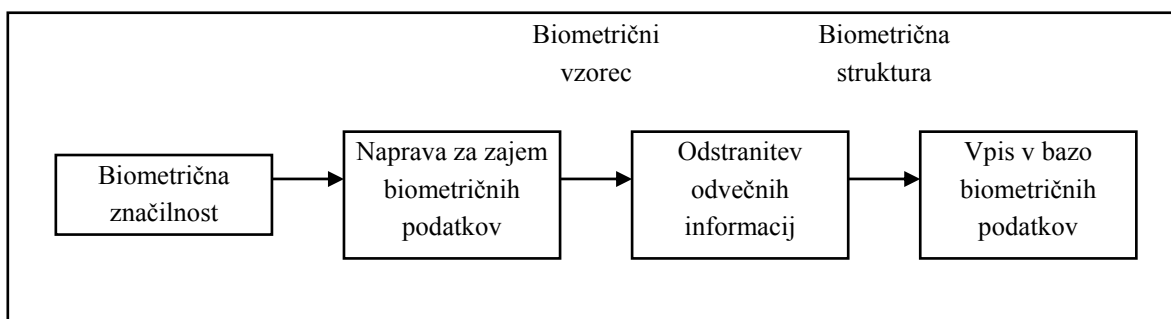 Biometrični
vzorec
Biometrična
struktura
Biometrična
značilnost
Naprava za zajem
biometričnih
podatkov
Odstranitev
odvečnih
informacij
Vpis v bazo
biometričnih
podatkov